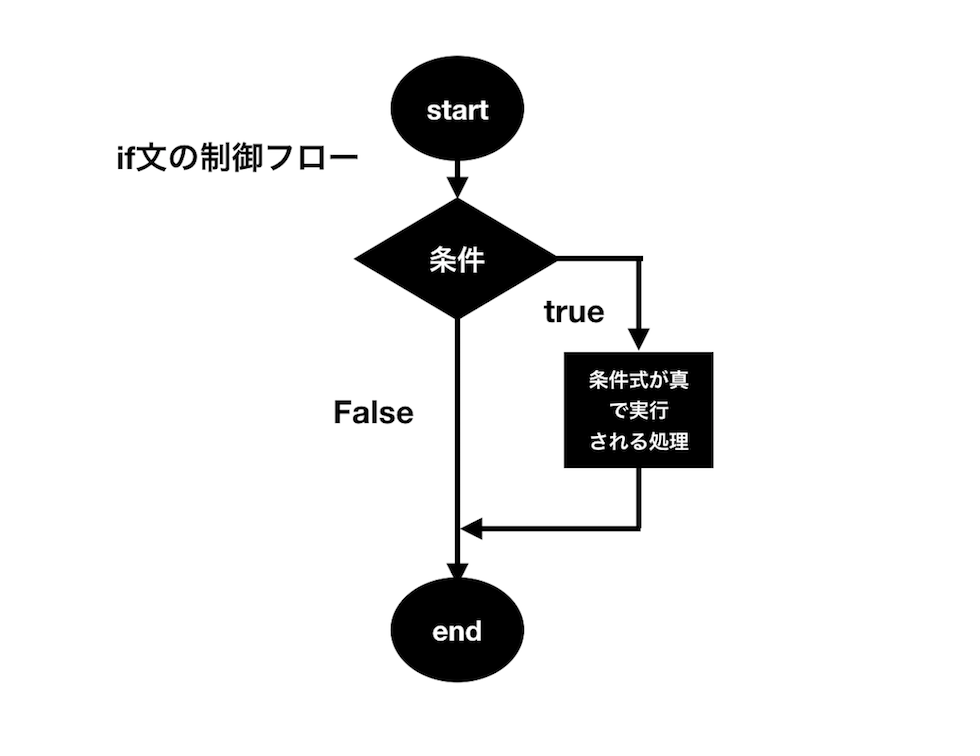 start
if文の制御フロー
条件
true
条件式が真
で実行
される処理
False
end